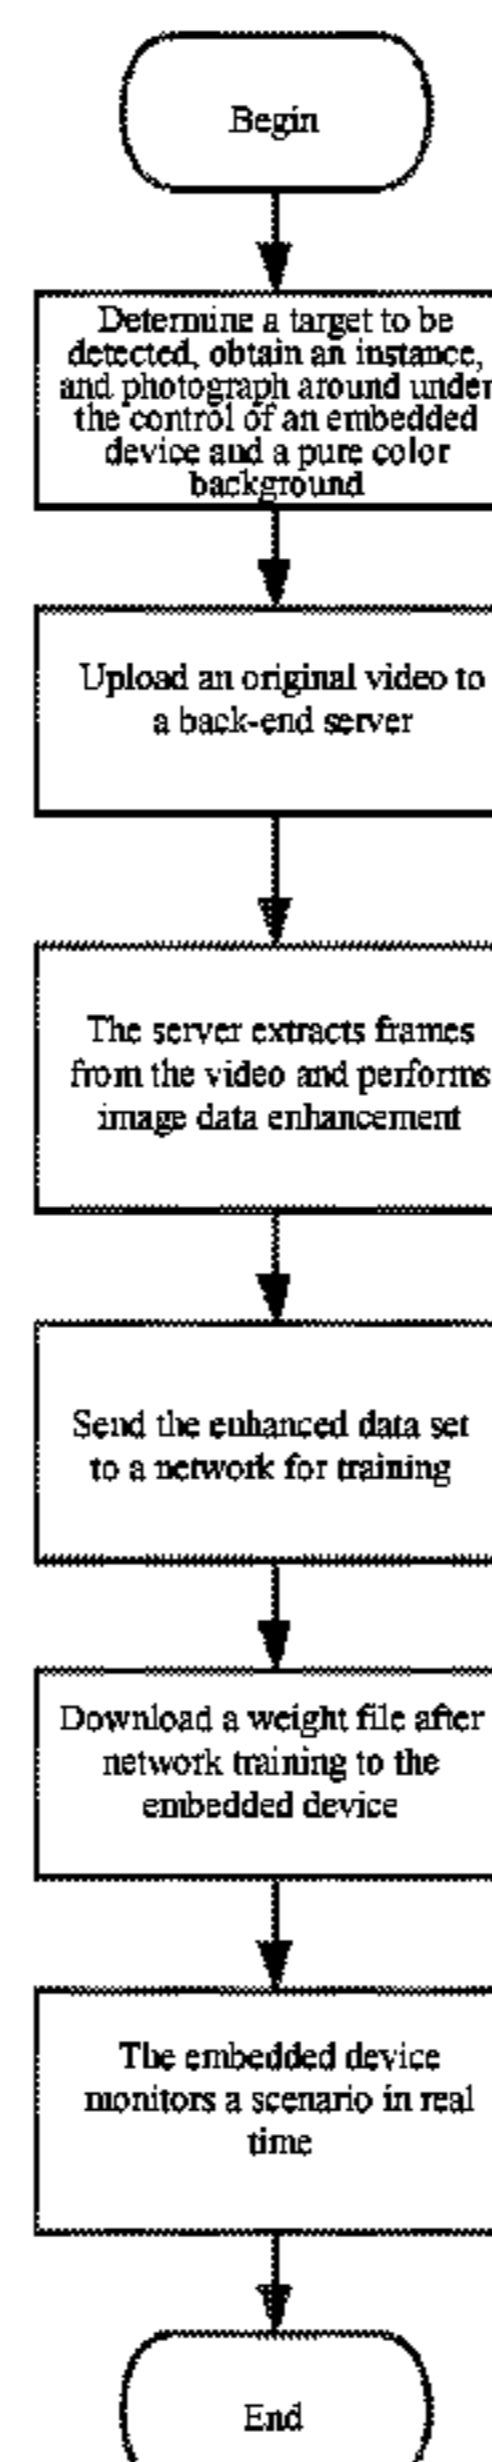 Begin
Determine a target to be
detected, obtain an instance,
and photograph around under
the control of an embedded
device and a pure color
background
Upload an original video to
a back-end server
The server extracts frames
from the video and performs
image data enhancement
Send the enhanced data set
to a network for training
Download a weight file after
network training to the
embedded device
The embedded device
monitors a scenario in real
time
End